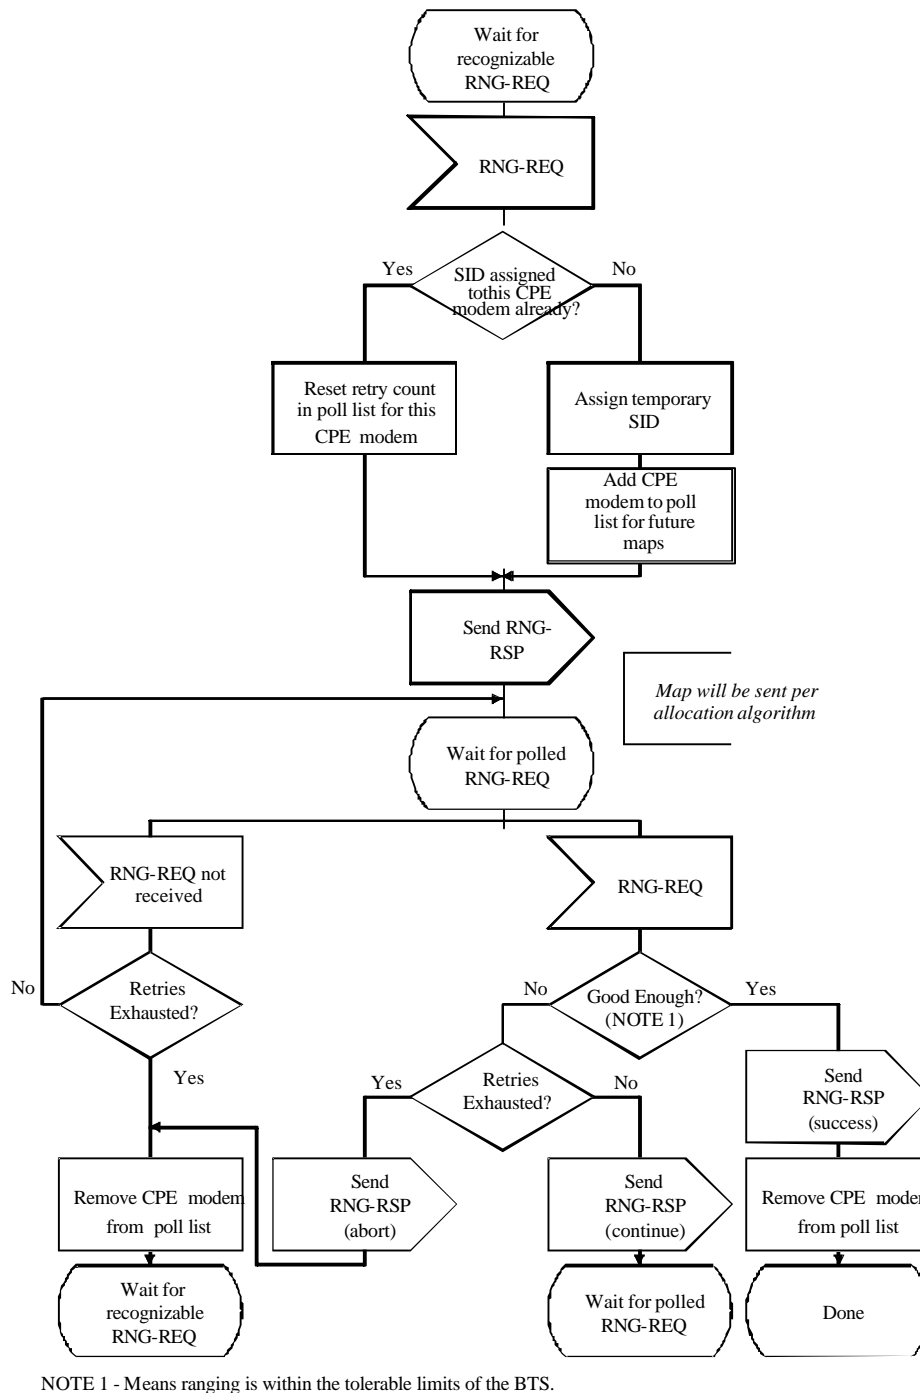 Wait for
recognizable
RNG-REQ
RNG-REQ
Yes
SID assigned
tothis CPE
modem already?
No
Reset retry count
in poll list for this
CPE modem
Assign temporary
SID
Add CPE
modem to poll
list for future
maps
Send RNG-
RSP
Map will be sent per
allocation algorithm
Wait for polled
RNG-REQ
RNG-REQ not
received
RNG-REQ
No
Retries
Exhausted?
Yes
No
Good Enough?
(NOTE 1)
Yes
Yes
Retries
Exhausted?
No
Send
RNG-RSP
(success)
Remove CPE modem
from poll list
Send
RNG-RSP
(abort)
Send
RNG-RSP
(continue)
Remove CPE moden
from poll list
Wait for
recognizable
RNG-REQ
Wait for polled
RNG-REQ
Done
NOTE 1 - Means ranging is within the tolerable limits of the BTS.